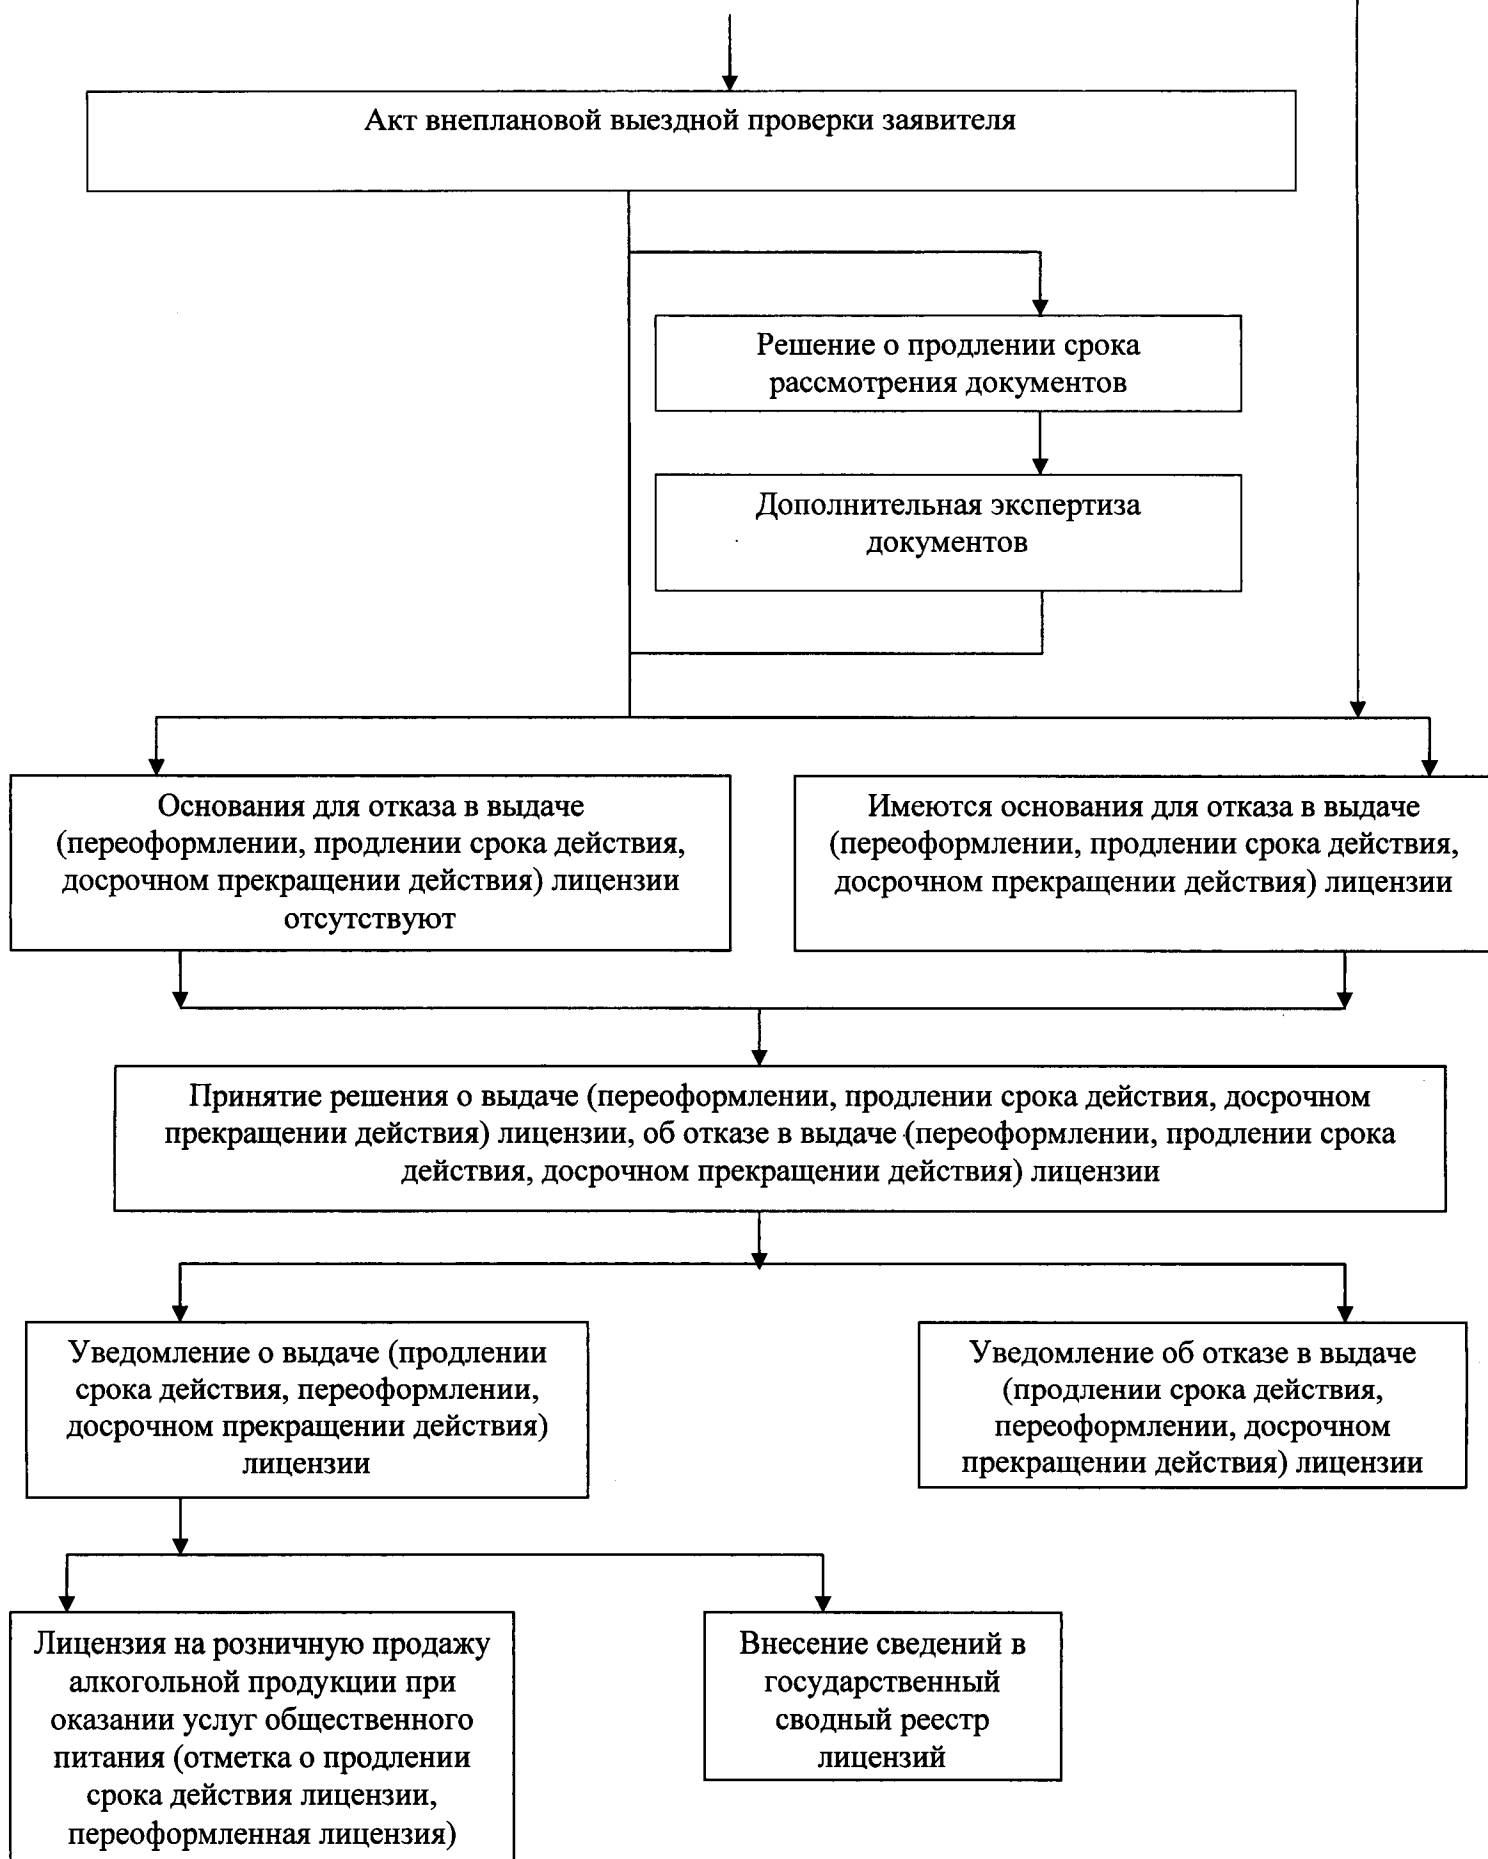 Акт внеплановой выездной проверки заявителя
Решение о продлении срока
рассмотрения документов
Дополнительная экспертиза
документов
Основания для отказа в выдаче
(переоформлении, продлении срока действия,
досрочном прекращении действия) лицензии
отсутствуют
Имеются основания для отказа в выдаче
(переоформлении, продлении срока действия,
досрочном прекращении действия) лицензии
Принятие решения о выдаче (переоформлении, продлении срока действия, досрочном
прекращении действия) лицензии, об отказе в выдаче (переоформлении, продлении срока
действия, досрочном прекращении действия) лицензии
Уведомление о выдаче (продлении
срока действия, переоформлении,
досрочном прекращении действия)
лицензии
Уведомление об отказе в выдаче
(продлении срока действия,
переоформлении, досрочном
прекращении действия) лицензии
Лицензия на розничную продажу
алкогольной продукции при
оказании услуг общественного
питания (отметка о продлении
срока действия лицензии,
переоформленная лицензия)
Внесение сведений в
государственный
сводный реестр
лицензий